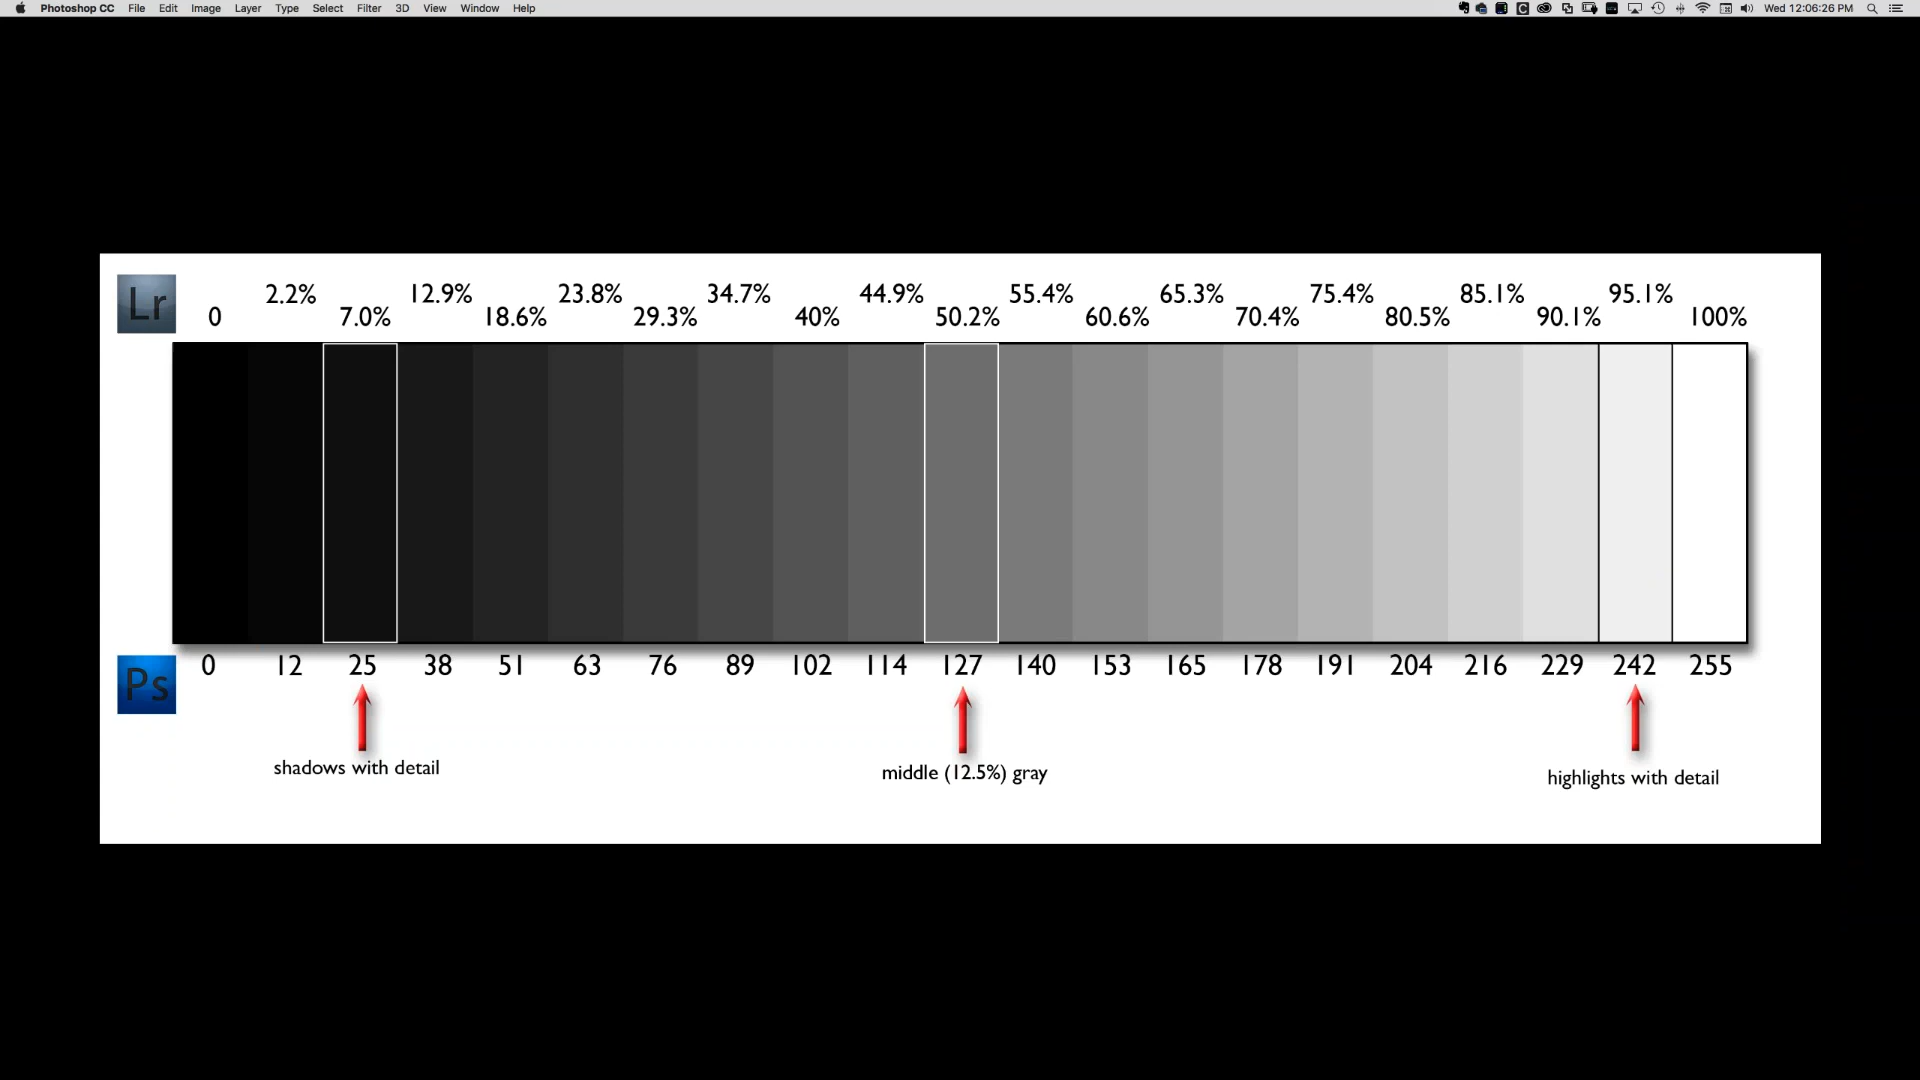 Photoshop CC File Edit Image Layer Type Select Filter 3D View Window Help Wed 12:06:26 PM
Lr
2.2% 12.9% 23.8% 34.7% 44.9% 55.4% 65.3% 75.4% 85.1% 95.1%
0 7.0% 18.6% 29.3% 40% 50.2% 60.6% 70.4% 80.5% 90.1% 100%
Ps
0 12 25 38 51 63 76 89 102 114 127 140 153 165 178 191 204 216 229 242 255
shadows with detail
middle (12.5%) gray
highlights with detail